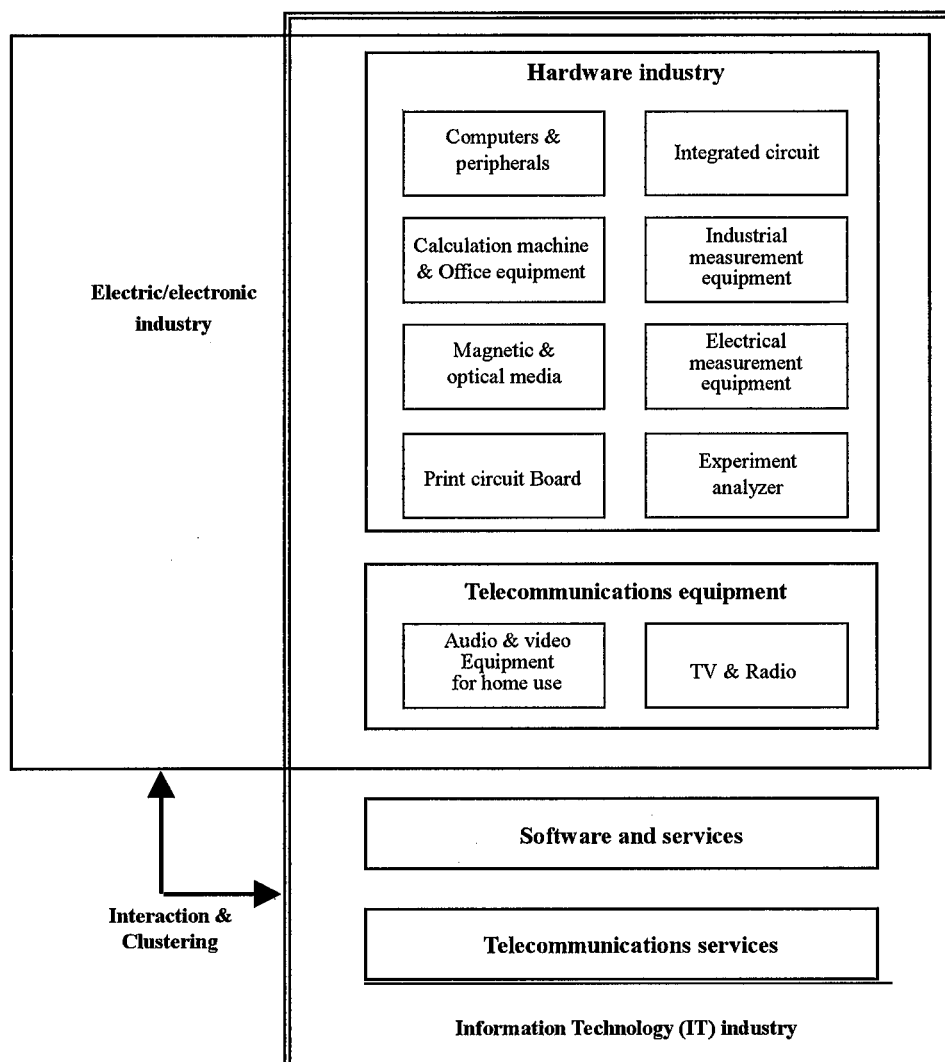 Hardware industry
Computers &
peripherals
Integrated circuit
Calculation machine
& Office equipment
Industrial
measurement
equipment
Electric/electronic
industry
Magnetic &
optical media
Electrical
measurement
equipment
Print circuit Board
Experiment
analyzer
Telecommunications equipment
Audio & video
Equipment
for home use
TV & Radio
Software and services
Interaction &
Clustering
Telecommunications services
Information Technology (IT) industry